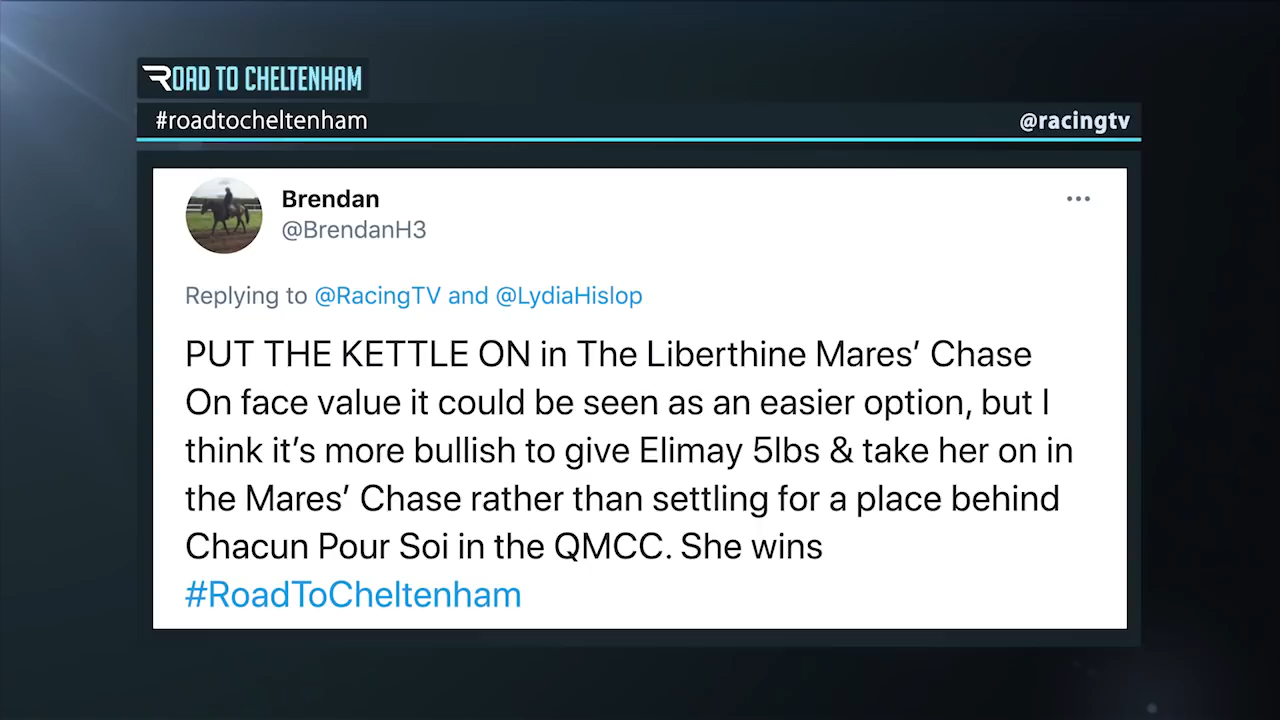 ROAD TO CHELTENHAM
#roadtocheltenham
@racingtv
Brendan
@BrendanH3
Replying to @RacingTV and @LydiaHislop
PUT THE KETTLE ON in The Liberthine Mares’ Chase
On face value it could be seen as an easier option, but I
think it’s more bullish to give Elimay 5lbs & take her on in
the Mares’ Chase rather than settling for a place behind
Chacun Pour Soi in the QMCC. She wins
#RoadToCheltenham